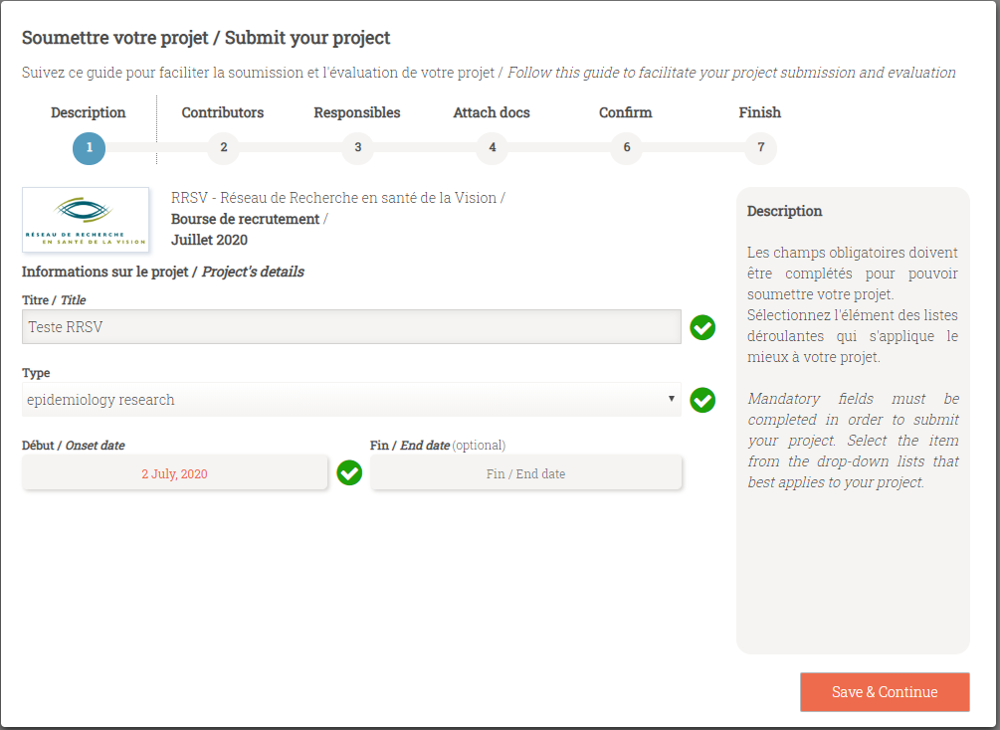 Soumettre votre projet / Submit your project
Suivez ce guide pour faciliter la soumission et l'évaluation de votre projet / Follow this guide to facilitate your project submission and evaluation
Description Contributors Responsibles Attach docs Confirm Finish
1 2 3 4 6 7
RÉSEAU DE RECHERCHE
EN SANTÉ DE LA VISION
RRSV - Réseau de Recherche en santé de la Vision /
Bourse de recrutement /
Juillet 2020
Informations sur le projet / Project's details
Titre / Title
Teste RRSV
Type
epidemiology research
Début / Onset date
2 July, 2020
Fin / End date (optional)
Fin / End date
Description
Les champs obligatoires doivent
être complétés pour pouvoir
soumettre votre projet.
Sélectionnez l'élément des listes
déroulantes qui s'applique le
mieux à votre projet.
Mandatory fields must be
completed in order to submit
your project. Select the item
from the drop-down lists that
best applies to your project.
Save & Continue